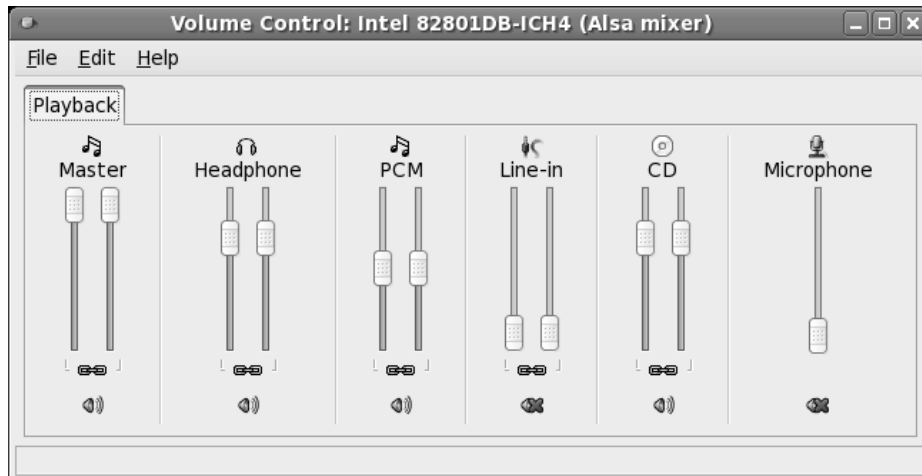 Volume Control: Intel 82801DB-ICH4 (Alsa mixer)
File Edit Help
Playback
Master Headphone PCM Line-in CD Microphone